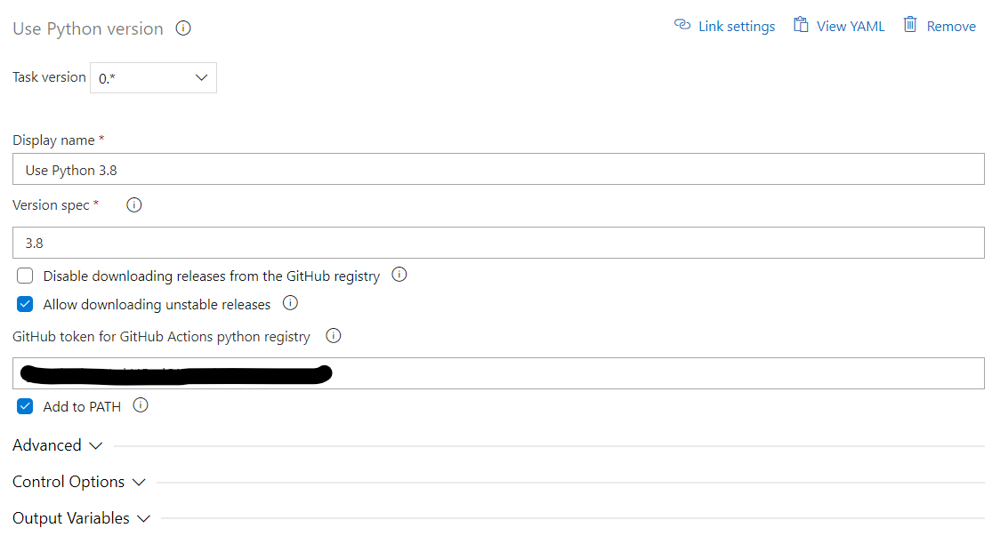 Use Python version
Link settings View YAML Remove
Task version 0.*
Display name *
Use Python 3.8
Version spec *
3.8
Disable downloading releases from the GitHub registry
Allow downloading unstable releases
GitHub token for GitHub Actions python registry
Add to PATH
Advanced
Control Options
Output Variables